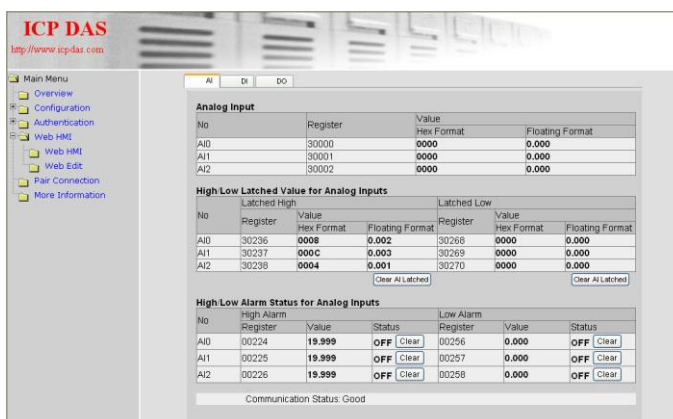 ICP DAS
http://www.icpdas.com
Main Menu
Overview
Configuration
Authentication
Web HMI
Web HMI
Web Edit
Pair Connection
More Information
AI DI DO
Analog Input
No Register Value
Hex Format Floating Format
AI0 30000 0000 0.000
AI1 30001 0000 0.000
AI2 30002 0000 0.000
High/Low Latched Value for Analog Inputs
Latched High Latched Low
No Register Value Register Value
Hex Format Floating Format Hex Format Floating Format
AI0 30236 0008 0.002 30268 0000 0.000
AI1 30237 000C 0.003 30269 0000 0.000
AI2 30238 0004 0.001 30270 0000 0.000
Clear AI Latched Clear AI Latched
High/Low Alarm Status for Analog Inputs
No High Alarm Low Alarm
Register Value Status Register Value Status
AI0 00224 19.999 OFF Clear 00256 0.000 OFF Clear
AI1 00225 19.999 OFF Clear 00257 0.000 OFF Clear
AI2 00226 19.999 OFF Clear 00258 0.000 OFF Clear
Communication Status: Good